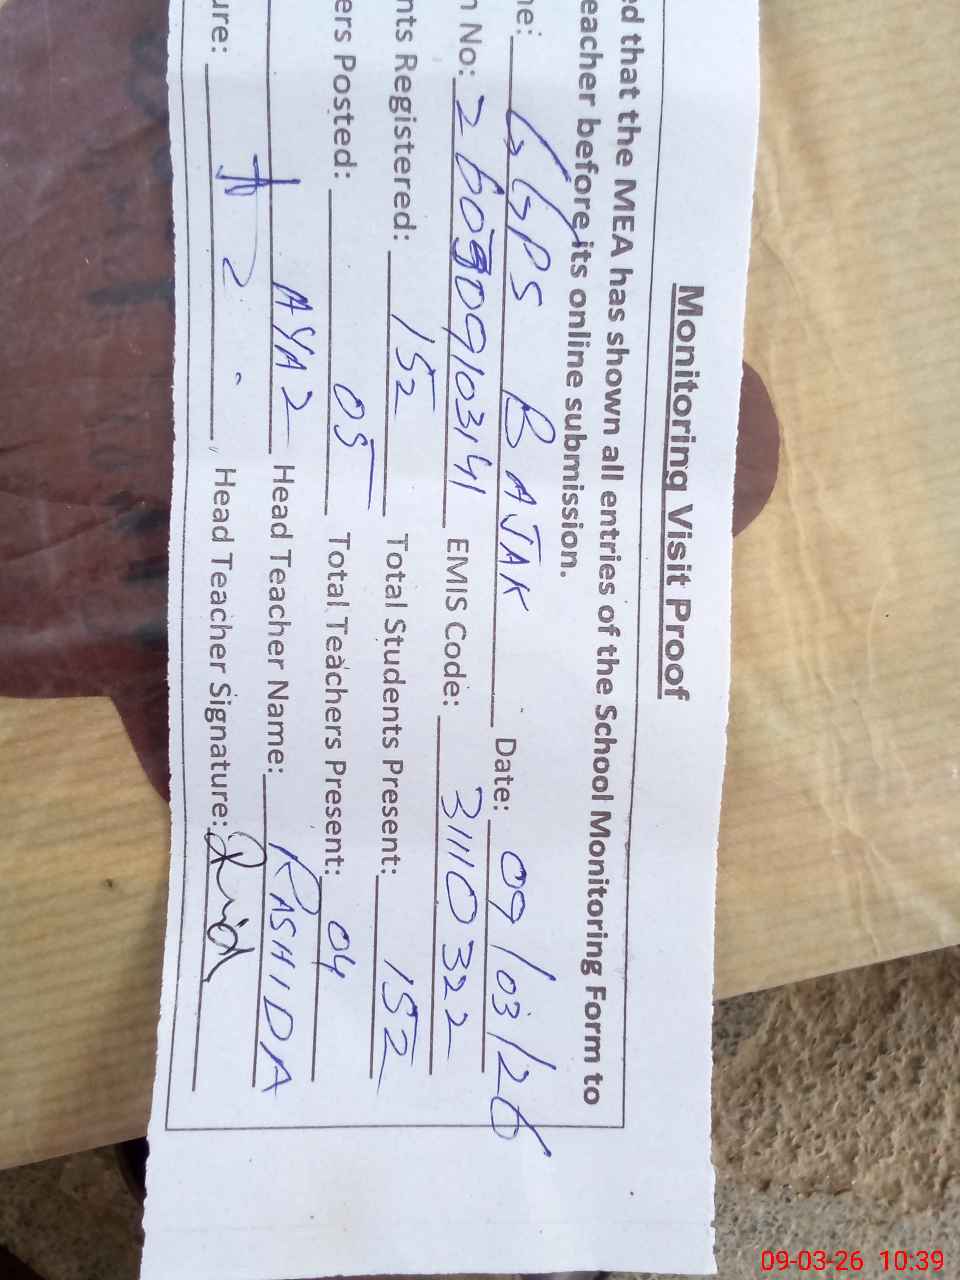 Monitoring Visit Proof
ed that the MEA has shown all entries of the School Monitoring Form to
eacher before its online submission.
ne: GGPS BAJAK Date: 09/03/26
n No: 260509103141 EMIS Code: 31110322
nts Registered: 152 Total Students Present: 152
ers Posted: 05 Total Teachers Present: 04
AYAZ Head Teacher Name: RASHIDA
ure: Head Teacher Signature:
09-03-26 10:39